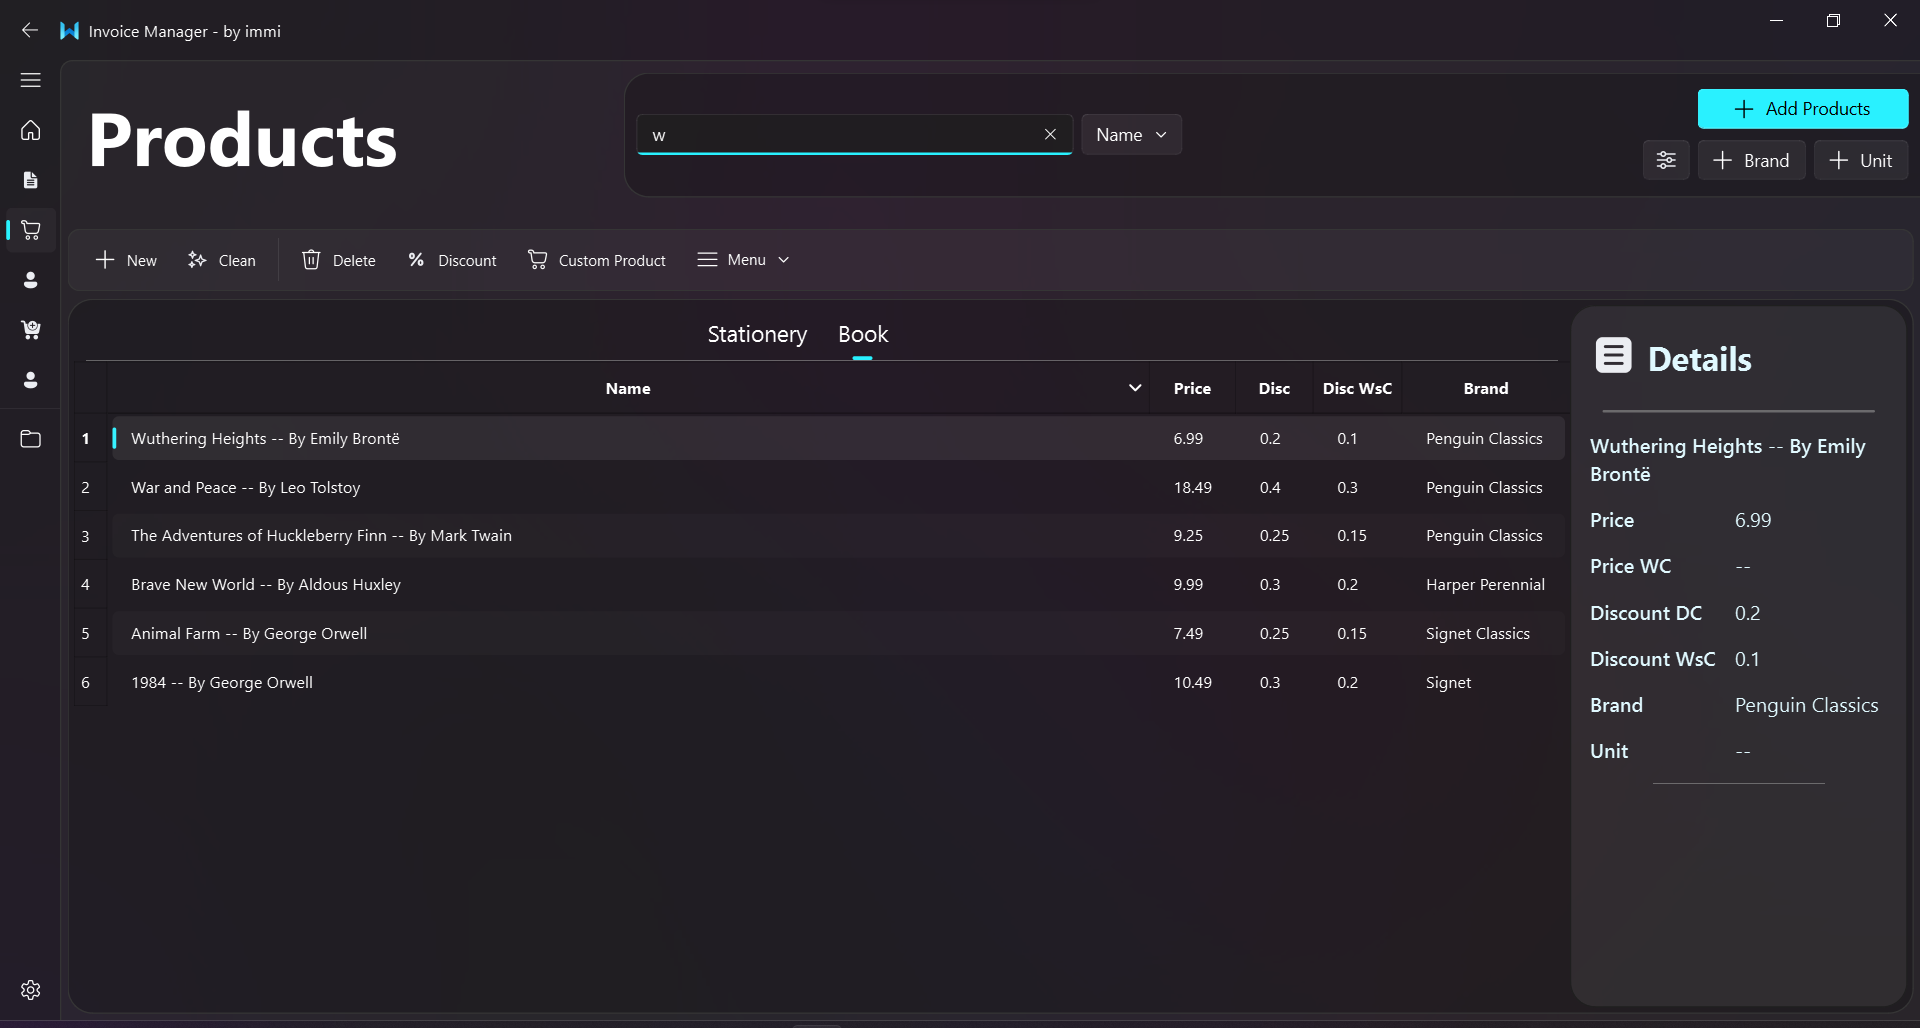 Invoice Manager - by immi
Products
w
Name
Add Products
Brand
Unit
New
Clean
Delete
Discount
Custom Product
Menu
Stationery Book
Name Price Disc Disc WsC Brand
1 Wuthering Heights -- By Emily Brontë 6.99 0.2 0.1 Penguin Classics
2 War and Peace -- By Leo Tolstoy 18.49 0.4 0.3 Penguin Classics
3 The Adventures of Huckleberry Finn -- By Mark Twain 9.25 0.25 0.15 Penguin Classics
4 Brave New World -- By Aldous Huxley 9.99 0.3 0.2 Harper Perennial
5 Animal Farm -- By George Orwell 7.49 0.25 0.15 Signet Classics
6 1984 -- By George Orwell 10.49 0.3 0.2 Signet
Details
Wuthering Heights -- By Emily
Brontë
Price 6.99
Price WC --
Discount DC 0.2
Discount WsC 0.1
Brand Penguin Classics
Unit --